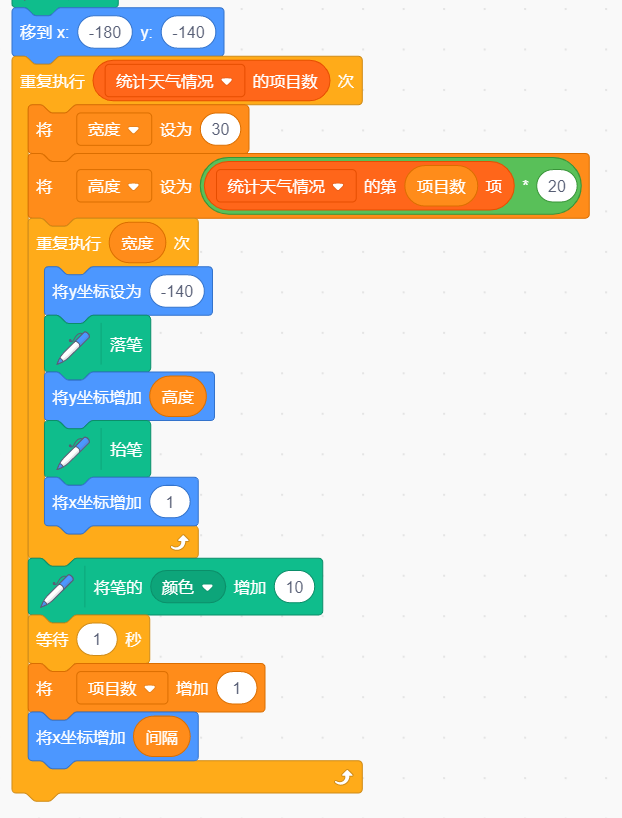 移到 x: -180 y: -140
重复执行 统计天气情况 的项目数 次
将 宽度 设为 30
将 高度 设为 统计天气情况 的第 项目数 项 * 20
重复执行 宽度 次
将y坐标设为 -140
落笔
将y坐标增加 高度
抬笔
将x坐标增加 1
将笔的 颜色 增加 10
等待 1 秒
将 项目数 增加 1
将x坐标增加 间隔